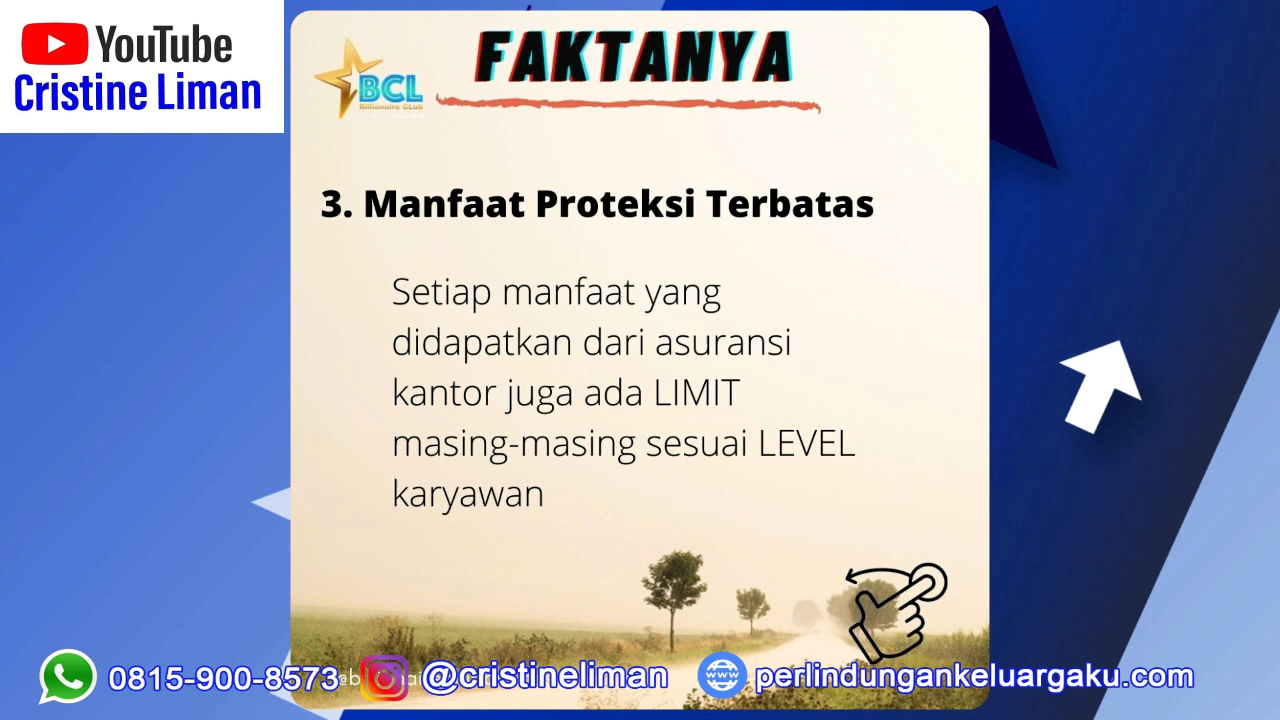 YouTube
Cristine Liman
FAKTANYA
BCL
Billionaire CLub
3. Manfaat Proteksi Terbatas
Setiap manfaat yang
didapatkan dari asuransi
kantor juga ada LIMIT
masing-masing sesuai LEVEL
karyawan
0815-900-8573
@cristineliman
www
perlindungankeluargaku.com